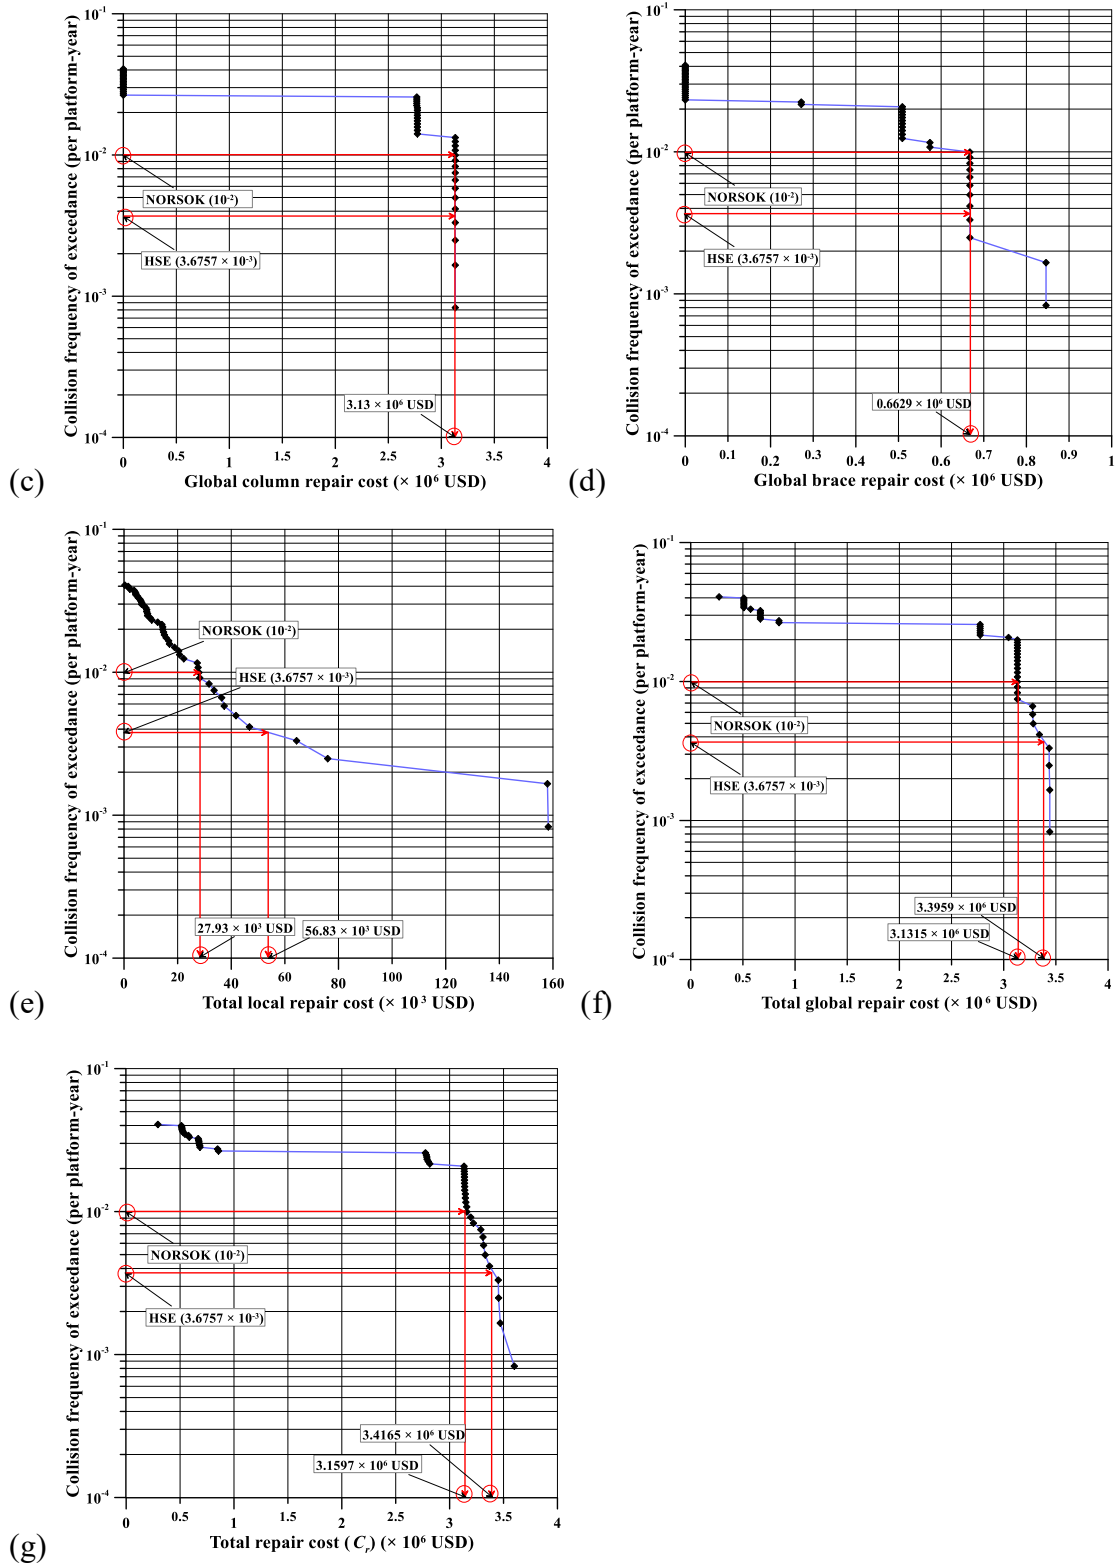 10-1
10-2
10-3
10-4
Collision frequency of exceedance (per platform-year)
NORSOK (10-2)
HSE (3.6757 × 10-3)
3.13 × 106 USD
0 0.5 1 1.5 2 2.5 3 3.5 4
Global column repair cost (× 106 USD)
(c)
10-1
10-2
10-3
10-4
Collision frequency of exceedance (per platform-year)
NORSOK (10-2)
HSE (3.6757 × 10-3)
0.6629 × 106 USD
0 0.1 0.2 0.3 0.4 0.5 0.6 0.7 0.8 0.9 1
Global brace repair cost (× 106 USD)
(d)
10-1
10-2
10-3
10-4
Collision frequency of exceedance (per platform-year)
NORSOK (10-2)
HSE (3.6757 × 10-3)
27.93 × 103 USD
56.83 × 103 USD
0 20 40 60 80 100 120 140 160
Total local repair cost (× 103 USD)
(e)
10-1
10-2
10-3
10-4
Collision frequency of exceedance (per platform-year)
NORSOK (10-2)
HSE (3.6757 × 10-3)
3.3959 × 106 USD
3.1315 × 106 USD
0 0.5 1 1.5 2 2.5 3 3.5 4
Total global repair cost (× 106 USD)
(f)
10-1
10-2
10-3
10-4
Collision frequency of exceedance (per platform-year)
NORSOK (10-2)
HSE (3.6757 × 10-3)
3.4165 × 106 USD
3.1597 × 106 USD
0 0.5 1 1.5 2 2.5 3 3.5 4
Total repair cost (Cr) (× 106 USD)
(g)